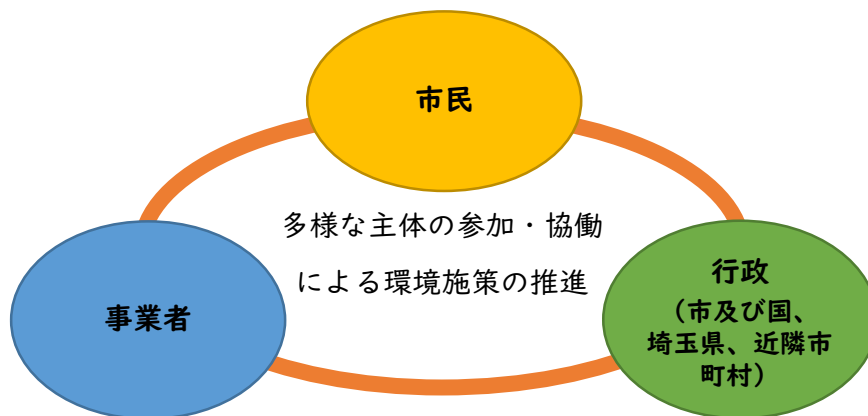 市民
多様な主体の参加・協働
による環境施策の推進
事業者
行政
（市及び国、
埼玉県、近隣市
町村）